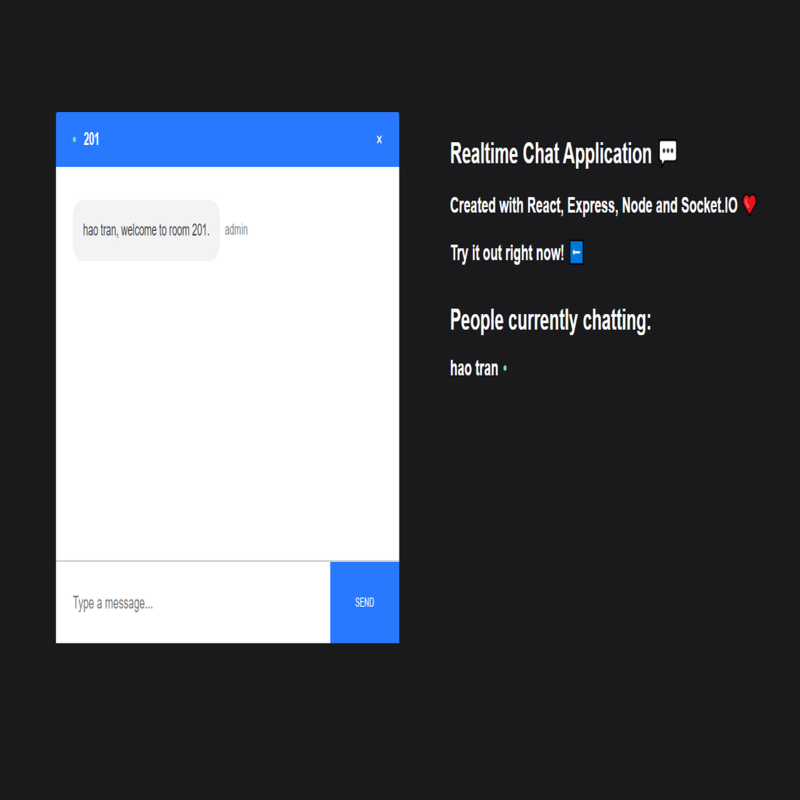 201 ×
hao tran, welcome to room 201. admin
Type a message...
SEND
Realtime Chat Application 💬
Created with React, Express, Node and Socket.IO ❤️
Try it out right now! ⬅️
People currently chatting:
hao tran